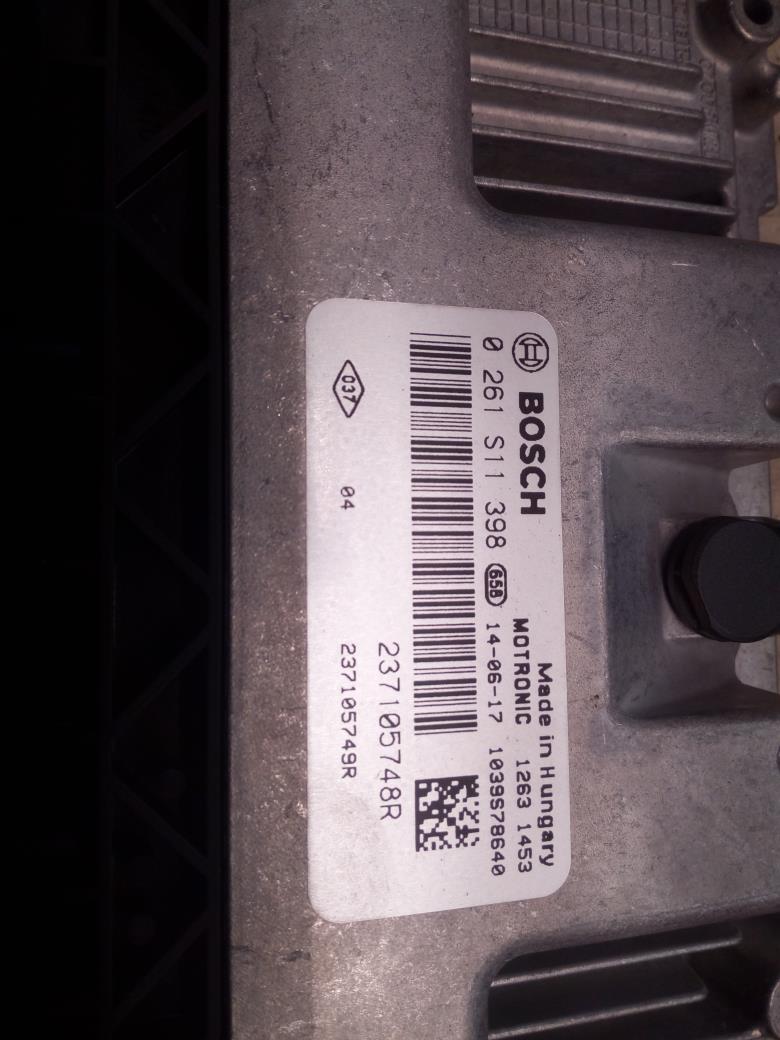 BOSCH
Made in Hungary
MOTRONIC 1263 1453
0 261 S11 398 658 14-06-17 1039S78640
237105748R
037 04 237105749R